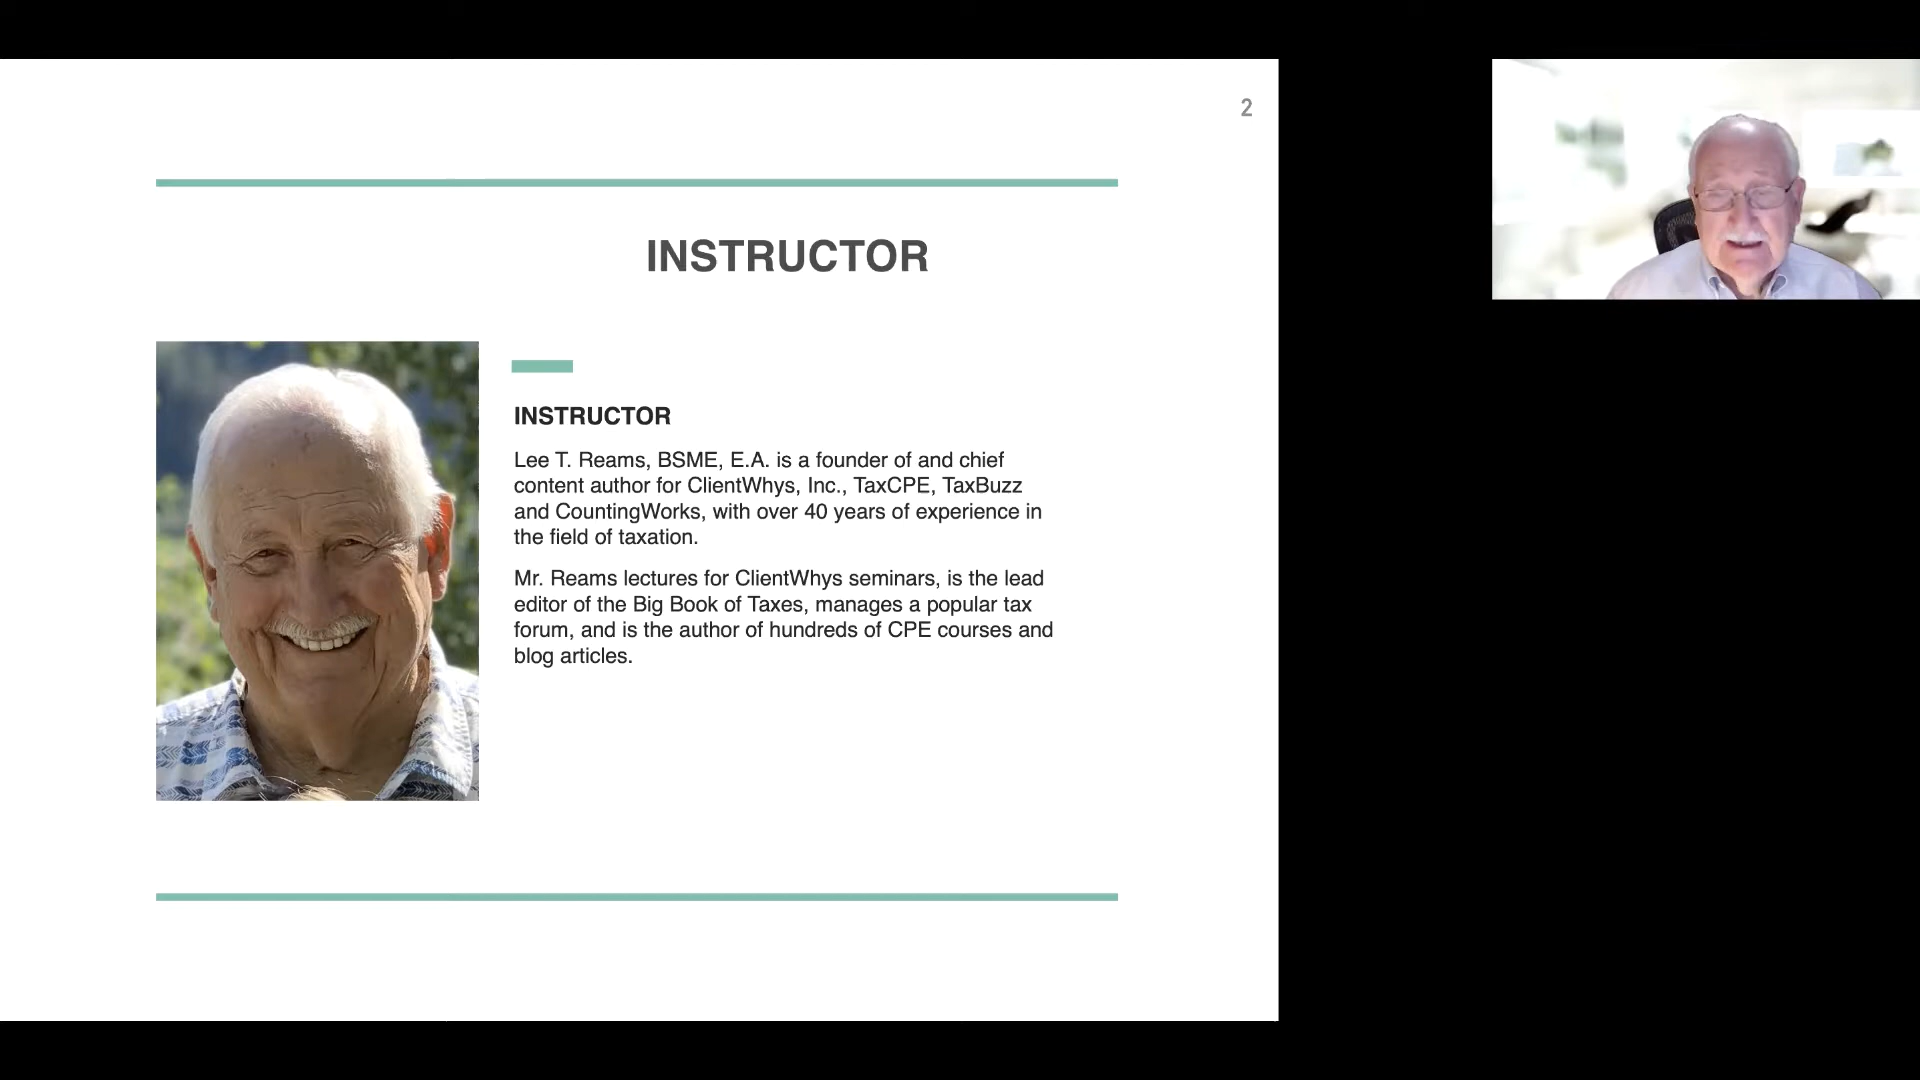 2
INSTRUCTOR
INSTRUCTOR
Lee T. Reams, BSME, E.A. is a founder of and chief
content author for ClientWhys, Inc., TaxCPE, TaxBuzz
and CountingWorks, with over 40 years of experience in
the field of taxation.
Mr. Reams lectures for ClientWhys seminars, is the lead
editor of the Big Book of Taxes, manages a popular tax
forum, and is the author of hundreds of CPE courses and
blog articles.